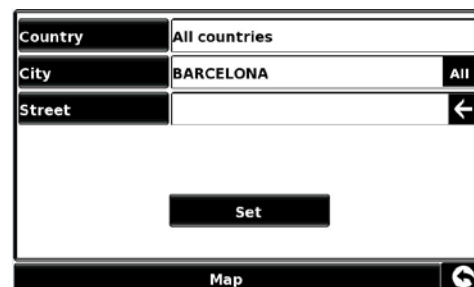 Country All countries
City BARCELONA All
Street
Set
Map